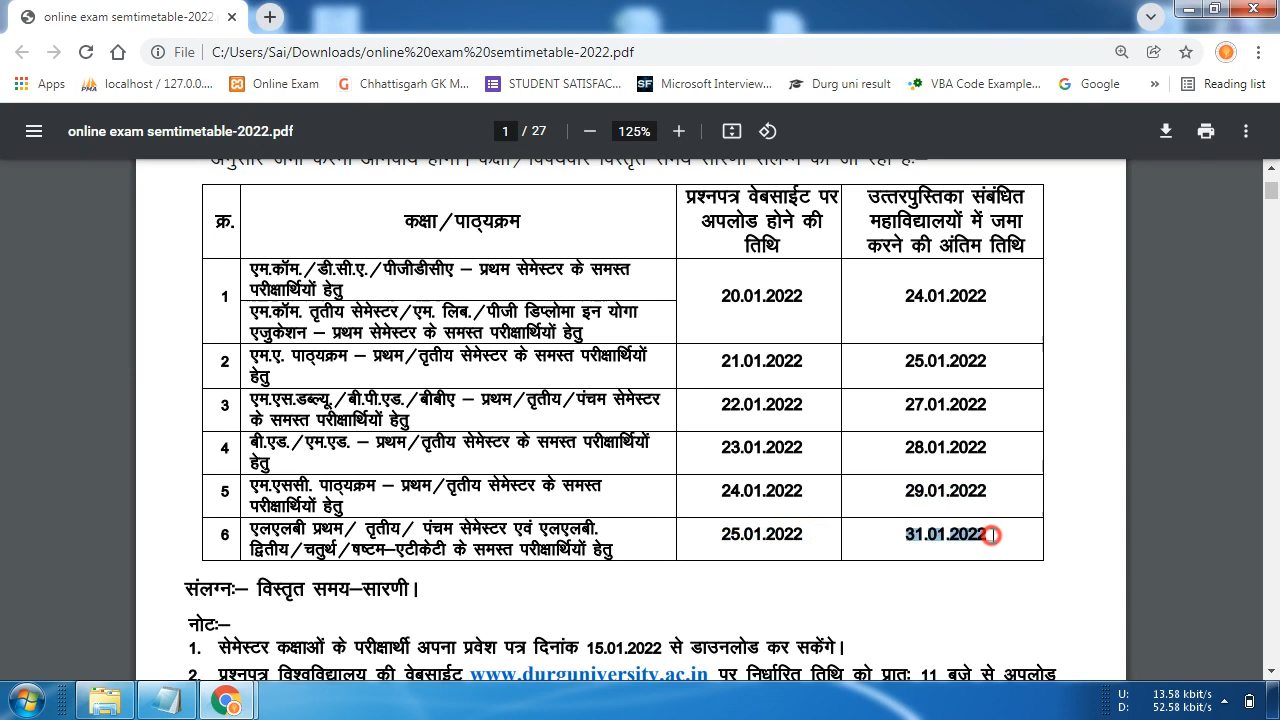 online exam semtimetable-2022.
File C:/Users/Sai/Downloads/online%20exam%20semtimetable-2022.pdf
Apps localhost / 127.0.0... Online Exam Chhattisgarh GK M... STUDENT SATISFAC... Microsoft Interview... Durg uni result VBA Code Example... Google » Reading list
online exam semtimetable-2022.pdf 1 / 27 125%
अनुसार जमा करना अनिवार्य होगा। कक्षा/विषयवार विस्तृत समय सारणी संलग्न की जा रही है:–
क्र. कक्षा/पाठ्यक्रम प्रश्नपत्र वेबसाईट पर अपलोड होने की तिथि उत्तरपुस्तिका संबंधित महाविद्यालयों में जमा करने की अंतिम तिथि
1 एम.कॉम./डी.सी.ए./पीजीडीसीए – प्रथम सेमेस्टर के समस्त
परीक्षार्थियों हेतु
20.01.2022 24.01.2022
एम.कॉम. तृतीय सेमेस्टर/एम. लिब./पीजी डिप्लोमा इन योगा
एजुकेशन – प्रथम सेमेस्टर के समस्त परीक्षार्थियों हेतु
2 एम.ए. पाठ्यक्रम – प्रथम/तृतीय सेमेस्टर के समस्त परीक्षार्थियों
हेतु
21.01.2022 25.01.2022
3 एम.एस.डब्ल्यू./बी.पी.एड./बीबीए – प्रथम/तृतीय/पंचम सेमेस्टर
के समस्त परीक्षार्थियों हेतु
22.01.2022 27.01.2022
4 बी.एड./एम.एड. – प्रथम/तृतीय सेमेस्टर के समस्त परीक्षार्थियों
हेतु
23.01.2022 28.01.2022
5 एम.एससी. पाठ्यक्रम – प्रथम/तृतीय सेमेस्टर के समस्त
परीक्षार्थियों हेतु
24.01.2022 29.01.2022
6 एलएलबी प्रथम/ तृतीय/ पंचम सेमेस्टर एवं एलएलबी.
द्वितीय/चतुर्थ/षष्टम–एटीकेटी के समस्त परीक्षार्थियों हेतु
25.01.2022 31.01.2022
संलग्नः– विस्तृत समय–सारणी।
नोटः–
1. सेमेस्टर कक्षाओं के परीक्षार्थी अपना प्रवेश पत्र दिनांक 15.01.2022 से डाउनलोड कर सकेंगे।
2. प्रश्नपत्र विश्वविद्यालय की वेबसाईट www.durguniversity.ac.in पर निर्धारित तिथि को प्रातः 11 बजे से अपलोड
U: 13.58 kbit/s
D: 52.58 kbit/s